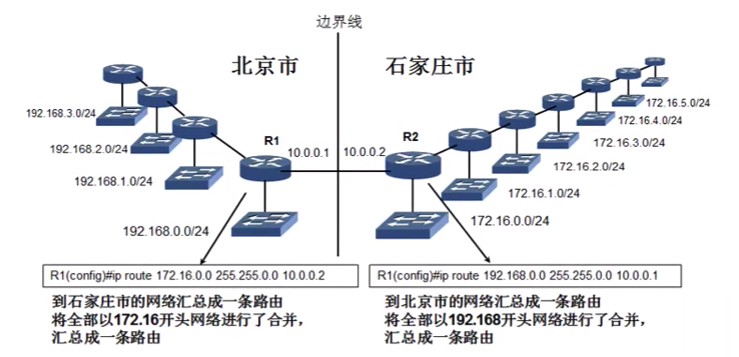 边界线
北京市
石家庄市
192.168.3.0/24
192.168.2.0/24
192.168.1.0/24
192.168.0.0/24
R1
10.0.0.1
10.0.0.2
R2
172.16.5.0/24
172.16.4.0/24
172.16.3.0/24
172.16.2.0/24
172.16.1.0/24
172.16.0.0/24
R1(config)#ip route 172.16.0.0 255.255.0.0 10.0.0.2
到石家庄市的网络汇总成一条路由
将全部以172.16开头网络进行了合并,
汇总成一条路由
R1(config)#ip route 192.168.0.0 255.255.0.0 10.0.0.1
到北京市的网络汇总成一条路由
将全部以192.168开头网络进行了合并,
汇总成一条路由